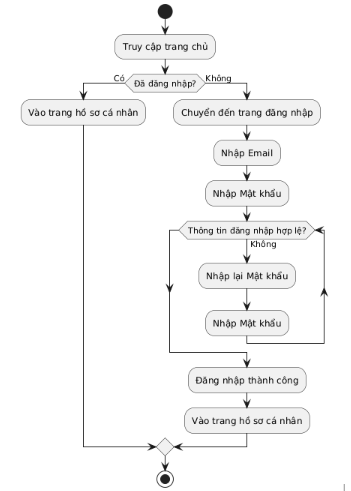 Truy cập trang chủ
Đã đăng nhập?
Có
Không
Vào trang hồ sơ cá nhân
Chuyển đến trang đăng nhập
Nhập Email
Nhập Mật khẩu
Thông tin đăng nhập hợp lệ?
Không
Nhập lại Mật khẩu
Nhập Mật khẩu
Đăng nhập thành công
Vào trang hồ sơ cá nhân